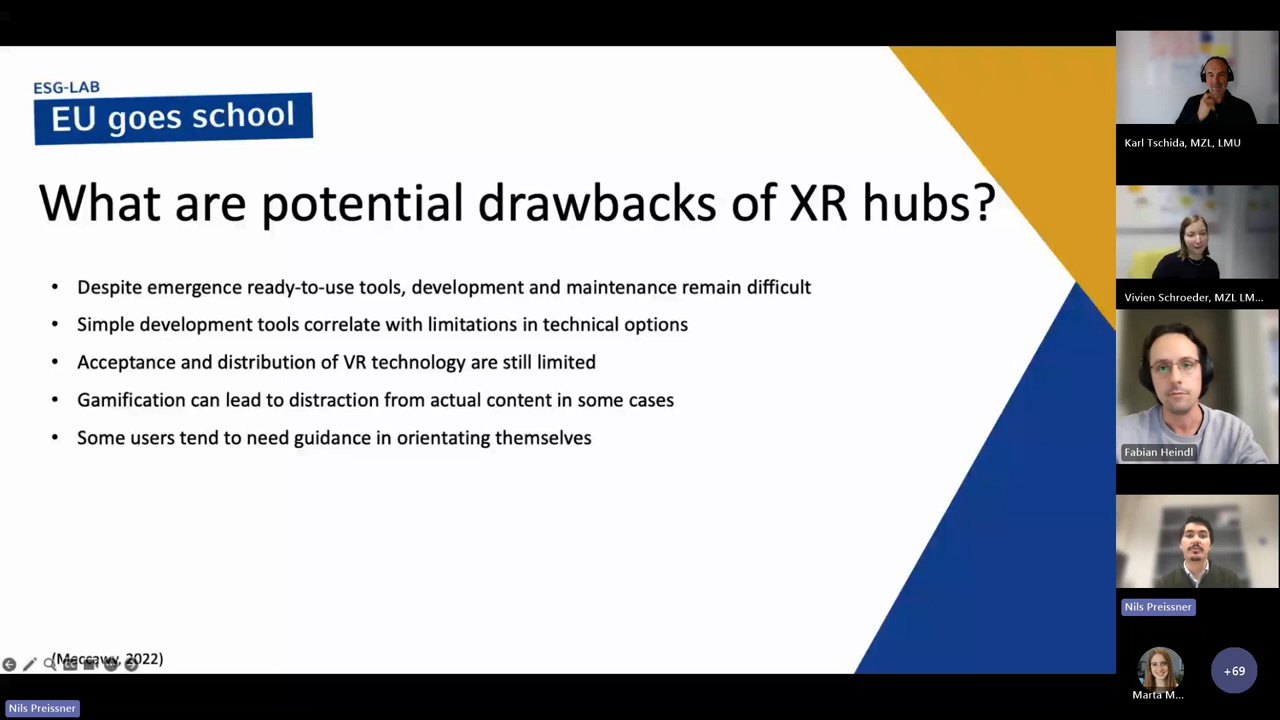 ESG-LAB
EU goes school
What are potential drawbacks of XR hubs?
• Despite emergence ready-to-use tools, development and maintenance remain difficult
• Simple development tools correlate with limitations in technical options
• Acceptance and distribution of VR technology are still limited
• Gamification can lead to distraction from actual content in some cases
• Some users tend to need guidance in orientating themselves
2022)
Nils Preissner
Karl Tschida, MZL, LMU
Vivien Schroeder, MZL LM...
Fabian Heindl
Nils Preissner
Marta M...
+69